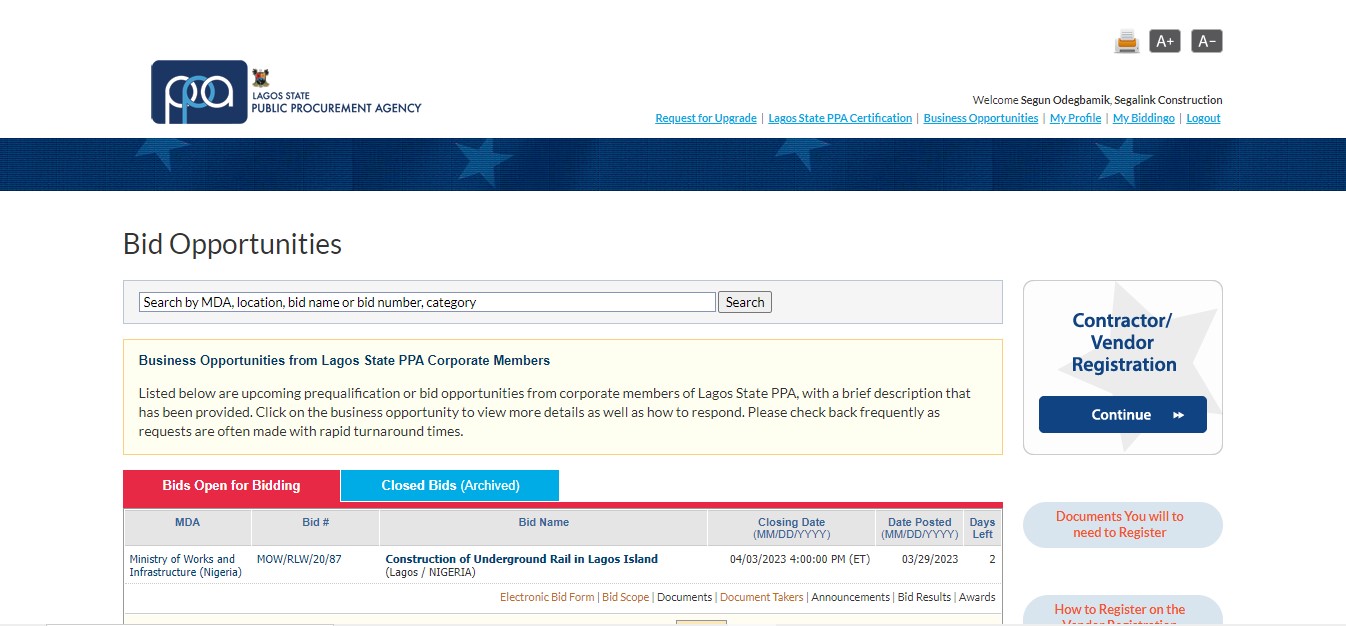 A+ A-
ppa
LAGOS STATE
PUBLIC PROCUREMENT AGENCY
Welcome Segun Odegbamik, Segalink Construction
Request for Upgrade | Lagos State PPA Certification | Business Opportunities | My Profile | My Biddingo | Logout
Bid Opportunities
Search by MDA, location, bid name or bid number, category Search
Business Opportunities from Lagos State PPA Corporate Members
Listed below are upcoming prequalification or bid opportunities from corporate members of Lagos State PPA, with a brief description that
has been provided. Click on the business opportunity to view more details as well as how to respond. Please check back frequently as
requests are often made with rapid turnaround times.
Contractor/
Vendor
Registration
Continue
Bids Open for Bidding Closed Bids (Archived)
MDA Bid # Bid Name Closing Date Date Posted Days
(MM/DD/YYYY) (MM/DD/YYYY) Left
Ministry of Works and MOW/RLW/20/87 Construction of Underground Rail in Lagos Island 04/03/2023 4:00:00 PM (ET) 03/29/2023 2
Infrastructure (Nigeria) (Lagos / NIGERIA)
Electronic Bid Form | Bid Scope | Documents | Document Takers | Announcements | Bid Results | Awards
Documents You will to
need to Register
How to Register on the
Vendor Registration